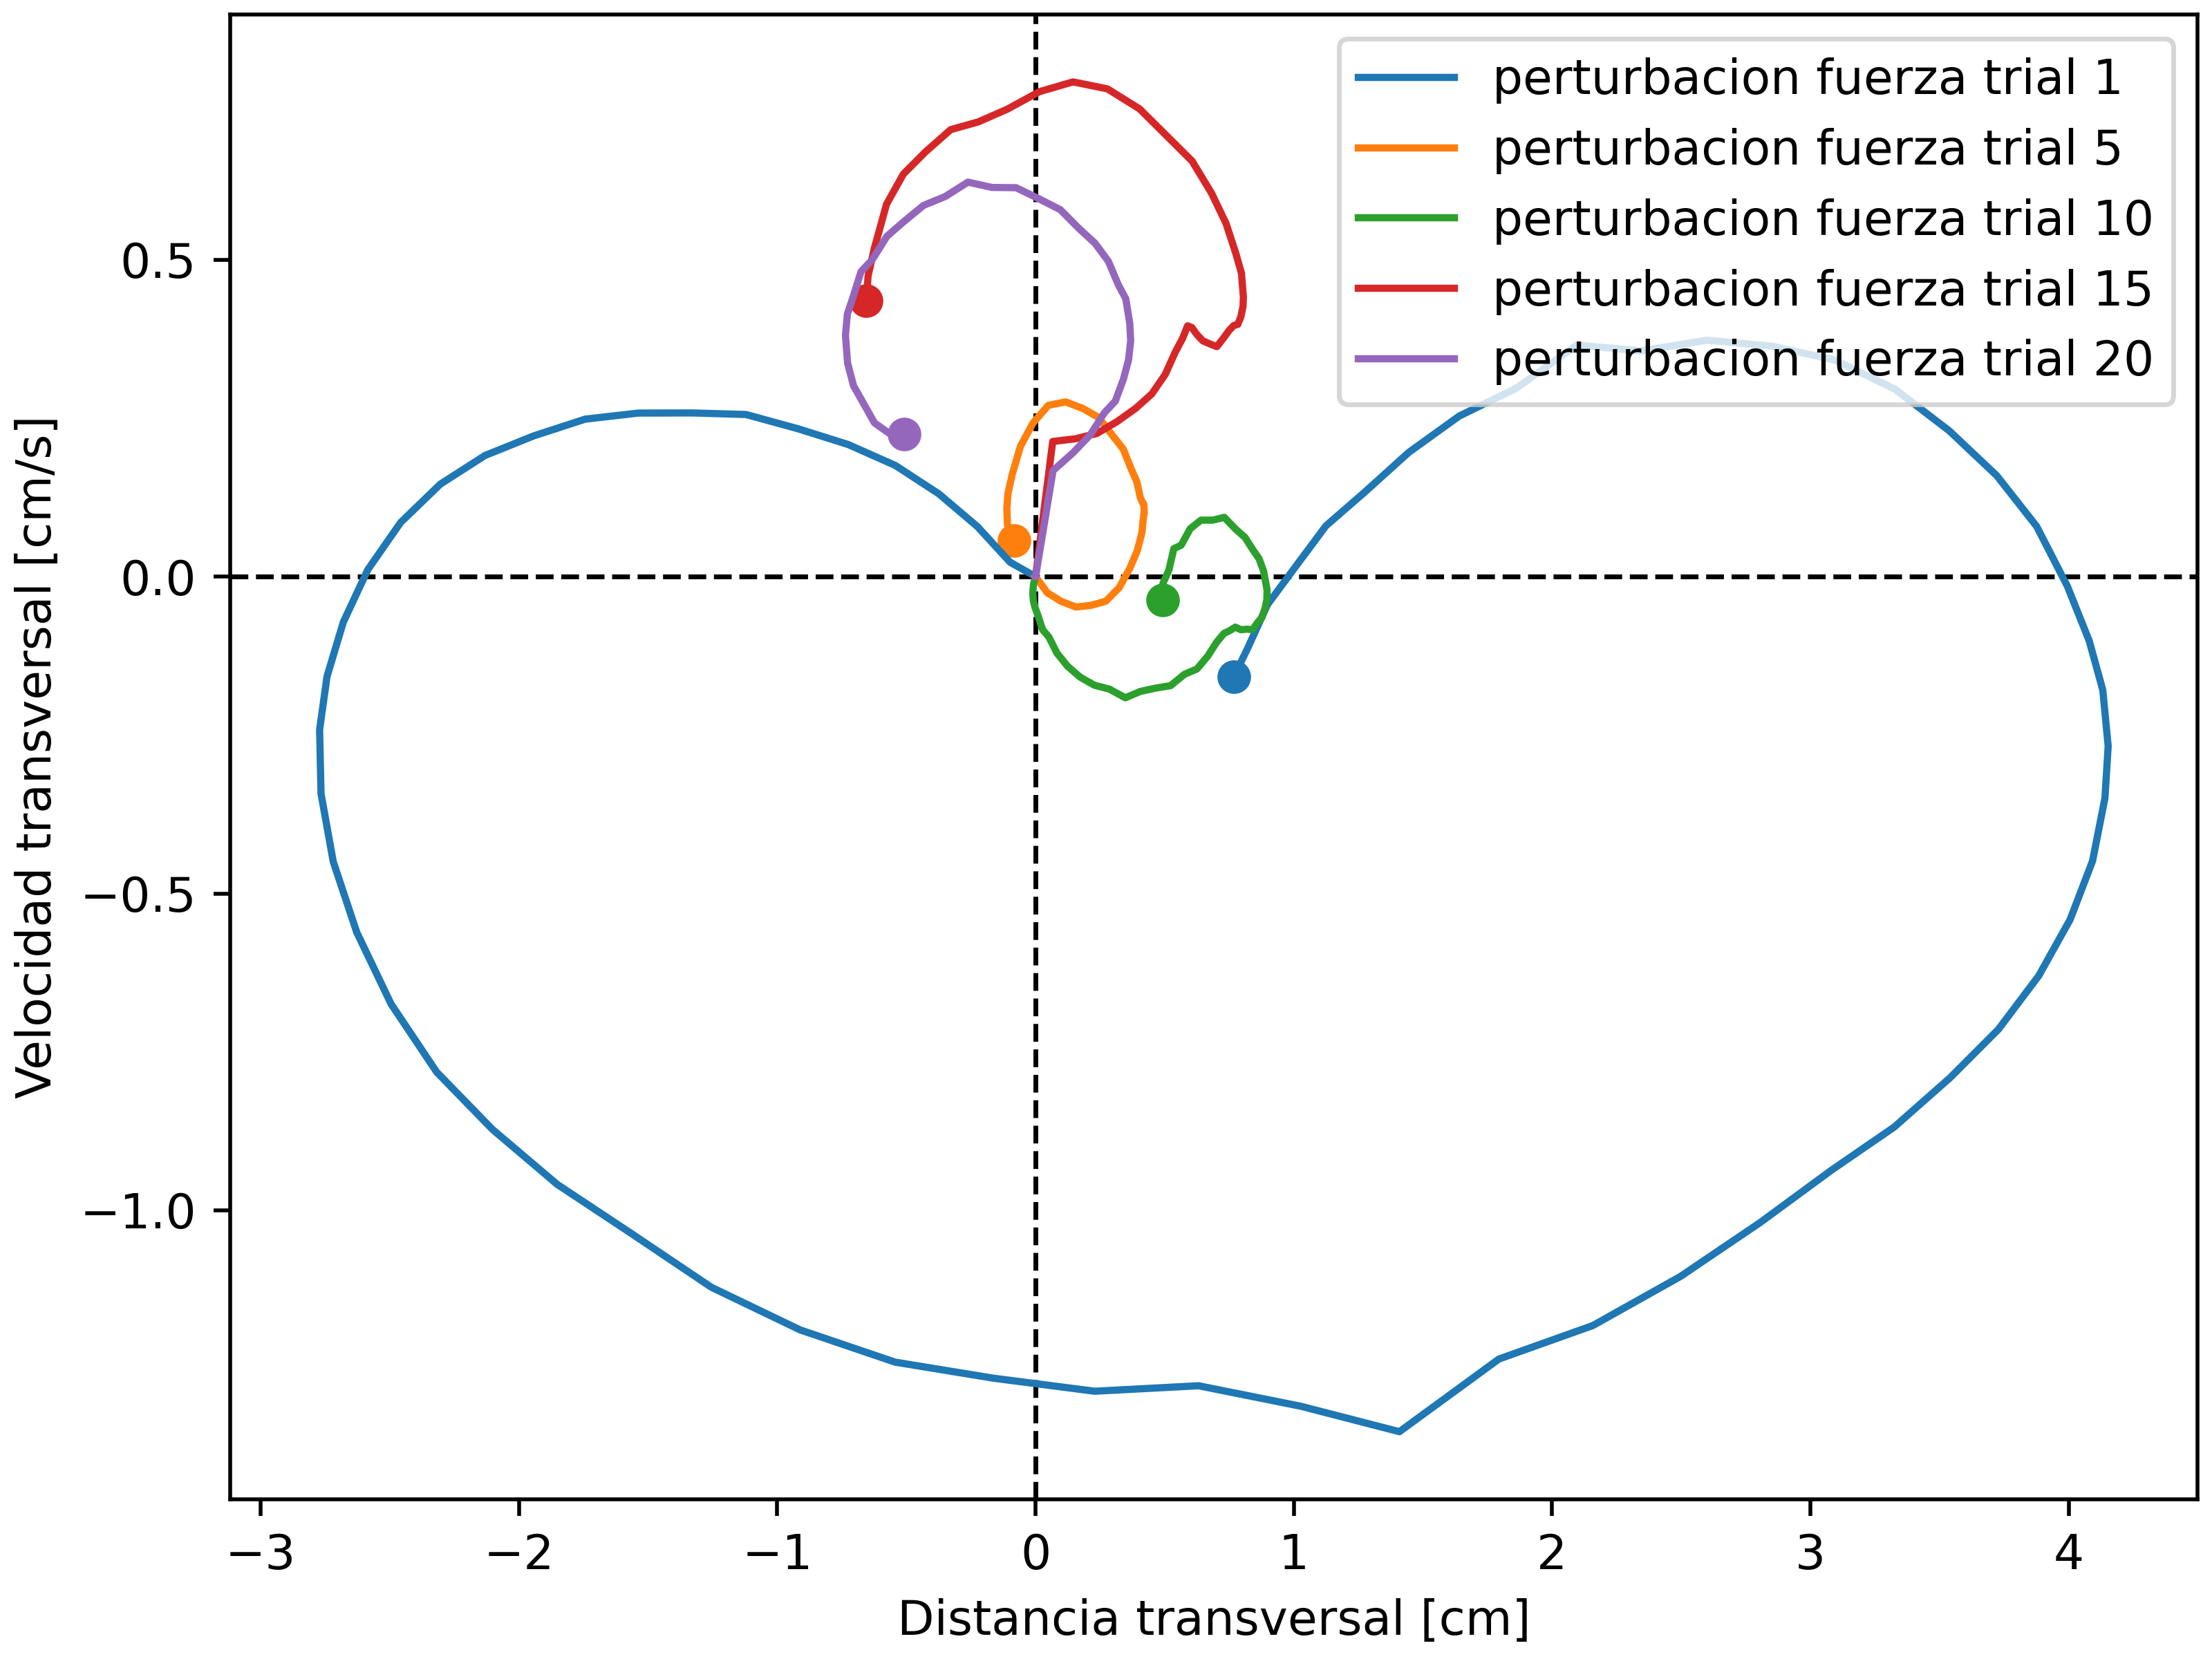 perturbacion fuerza trial 1
perturbacion fuerza trial 5
perturbacion fuerza trial 10
perturbacion fuerza trial 15
perturbacion fuerza trial 20
Velocidad transversal [cm/s]
0.5
0.0
−0.5
−1.0
−3 −2 −1 0 1 2 3 4
Distancia transversal [cm]